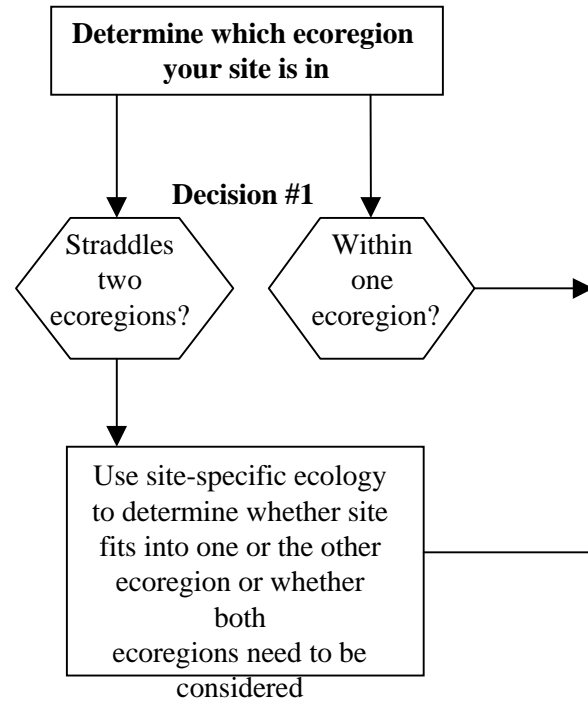 Determine which ecoregion
your site is in
Decision #1
Straddles
two
ecoregions?
Within
one
ecoregion?
Use site-specific ecology
to determine whether site
fits into one or the other
ecoregion or whether
both
ecoregions need to be
considered